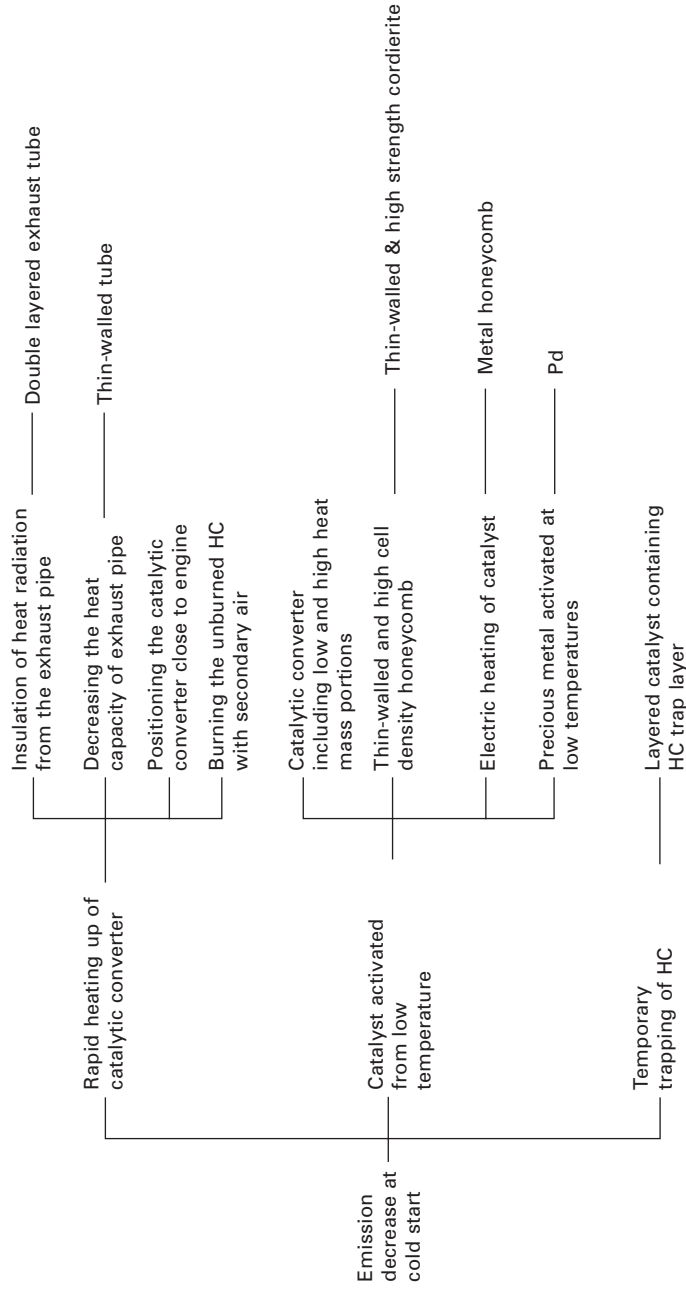 Emission
decrease at
cold start
Rapid heating up of
catalytic converter
Insulation of heat radiation
from the exhaust pipe
Double layered exhaust tube
Decreasing the heat
capacity of exhaust pipe
Thin-walled tube
Positioning the catalytic
converter close to engine
Burning the unburned HC
with secondary air
Catalyst activated
from low
temperature
Catalytic converter
including low and high heat
mass portions
Thin-walled and high cell
density honeycomb
Thin-walled & high strength cordierite
Electric heating of catalyst
Metal honeycomb
Precious metal activated at
low temperatures
Pd
Temporary
trapping of HC
Layered catalyst containing
HC trap layer